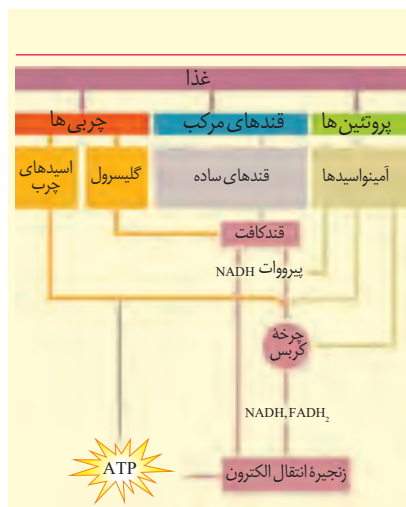 غذا
پروتئین‌ها قندهای مرکب چربی‌ها
آمینواسیدها قندهای ساده گلیسرول اسیدهای
چرب
قندکافت
پیرووات NADH
چرخهٔ
کربس
NADH,FADH₂
زنجیرهٔ انتقال الکترون
ATP